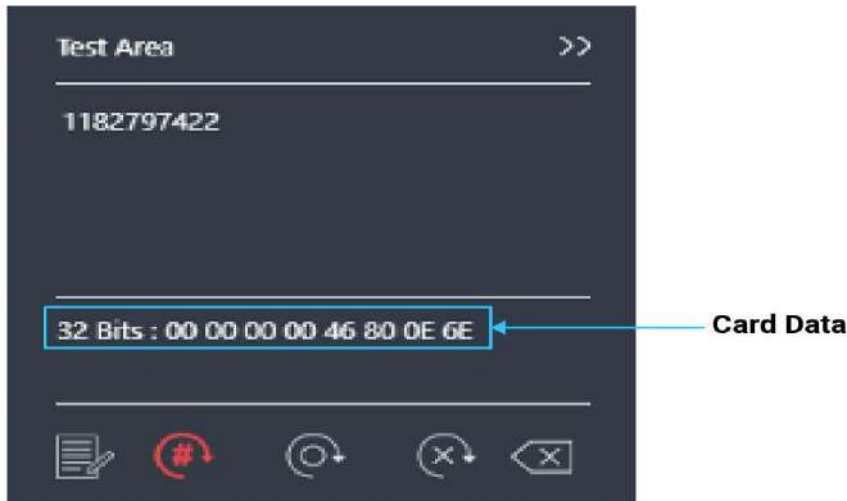 Test Area >>
1182797422
32 Bits : 00 00 00 00 46 80 0E 6E
Card Data
#